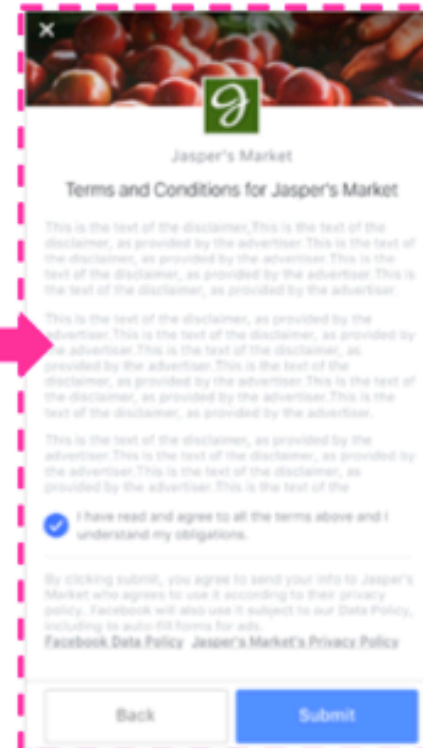 Jasper's Market
Terms and Conditions for Jasper's Market
This is the text of the disclaimer,This is the text of the
disclaimer, as provided by the advertiser.This is the text of
the disclaimer, as provided by the advertiser.This is the
text of the disclaimer, as provided by the advertiser.This is
the text of the disclaimer, as provided by the advertiser.
This is the text of the disclaimer, as provided by the
advertiser.This is the text of the disclaimer, as provided by
the advertiser.This is the text of the disclaimer, as
provided by the advertiser.This is the text of the
disclaimer, as provided by the advertiser.This is the text of
the disclaimer, as provided by the advertiser.This is the
text of the disclaimer, as provided by the advertiser.
This is the text of the disclaimer, as provided by the
advertiser.This is the text of the disclaimer, as provided by
the advertiser.This is the text of the disclaimer, as
provided by the advertiser.This is the text of the
I have read and agree to all the terms above and I
understand my obligations.
By clicking submit, you agree to send your info to Jasper's
Market who agrees to use it according to their privacy
policy. Facebook will also use it subject to our Data Policy,
including to auto-fill forms for ads.
Facebook Data Policy Jasper's Market's Privacy Policy
Back Submit